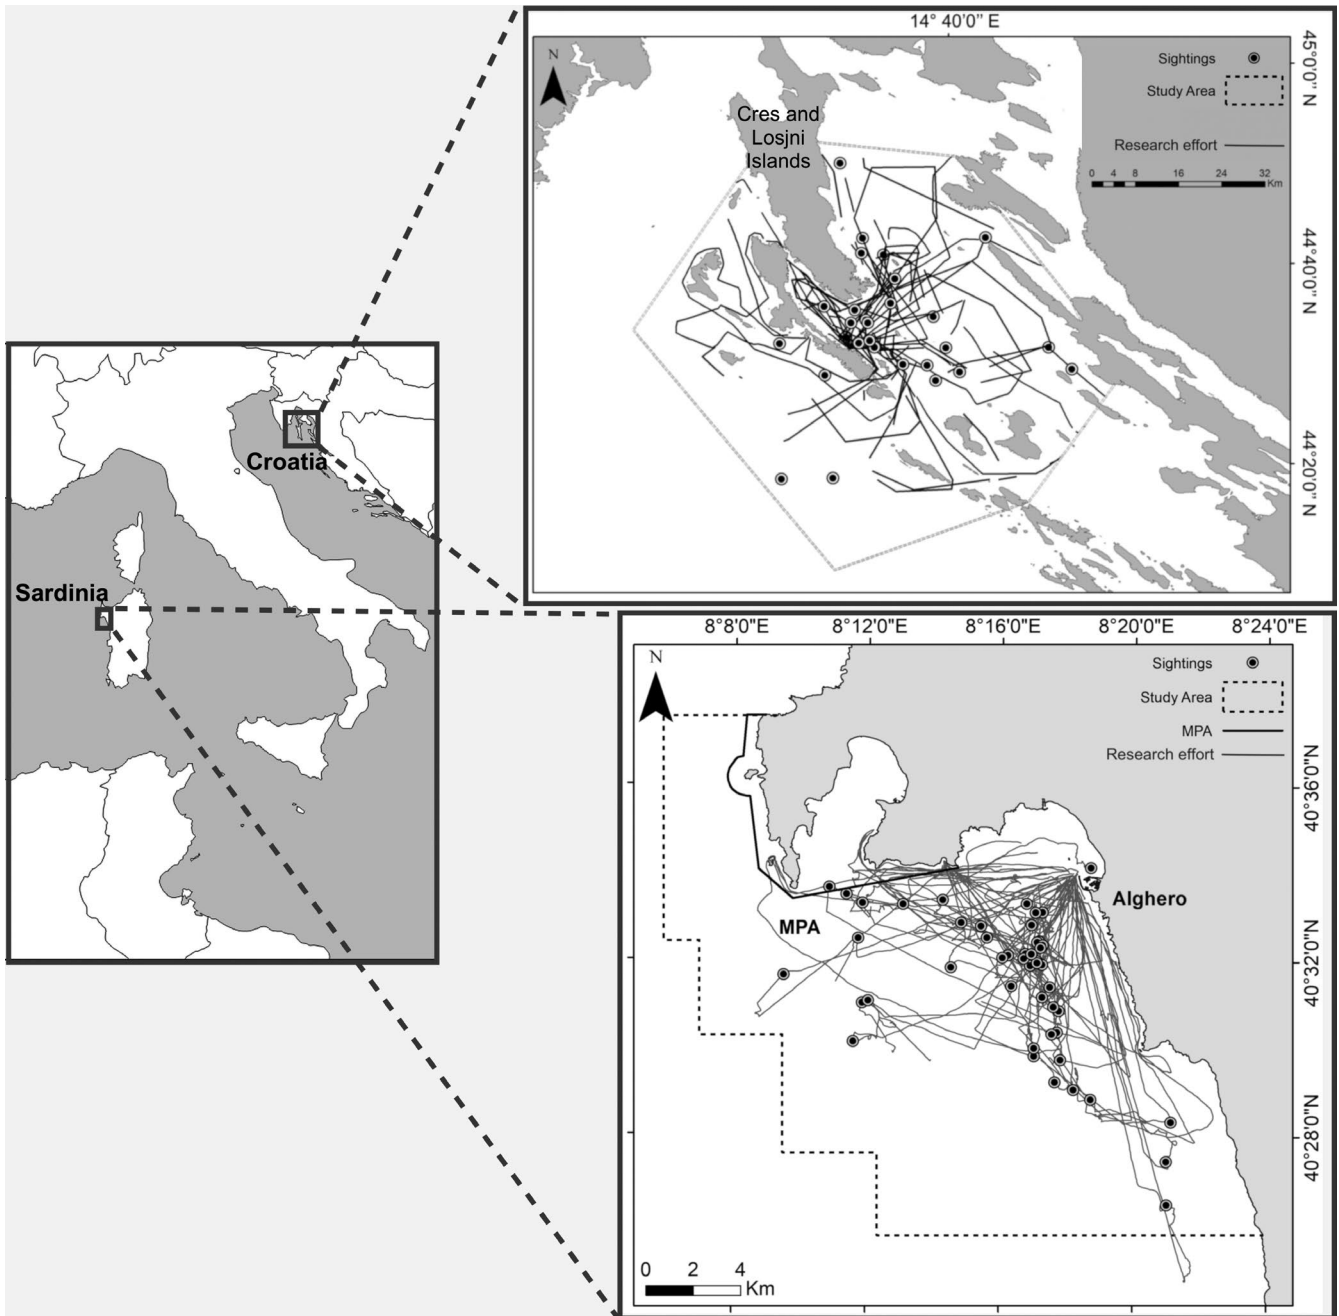 14° 40’0’’ E
N
Sightings
Study Area
Research effort
0 4 8 16 24 32
Km
Cres and
Losjni
Islands
45°0’0’’ N
44°40’0’’ N
44°20’0’’ N
Croatia
Sardinia
8°8’0’E
8°12’0’E
8°16’0’’E
8°20’0’’E
8°24’0’’E
N
Sightings
Study Area
MPA
Research effort
40°36’0’’N
40°32’0’’N
40°28’0’’N
Alghero
MPA
0 2 4
Km